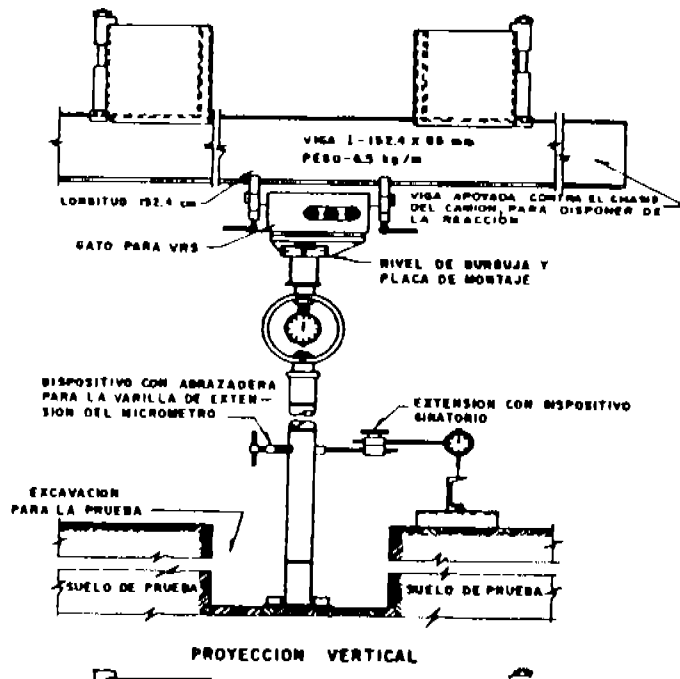 VIGA I-152.4 x 85 mm
PESO-6.5 kg/m
LONGITUD 152.4 cm
VIGA APOYADA CONTRA EL CHASIS
DEL CAMION, PARA DISPONER DE
LA REACCIÓN
GATO PARA VRS
NIVEL DE BURBUJA Y
PLACA DE MONTAJE
DISPOSITIVO CON ABRAZADERA
PARA LA VARILLA DE EXTEN-
SION DEL MICROMETRO
EXTENSION CON DISPOSITIVO
GIRATORIO
EXCAVACION
PARA LA PRUEBA
SUELO DE PRUEBA
SUELO DE PRUEBA
PROYECCION VERTICAL